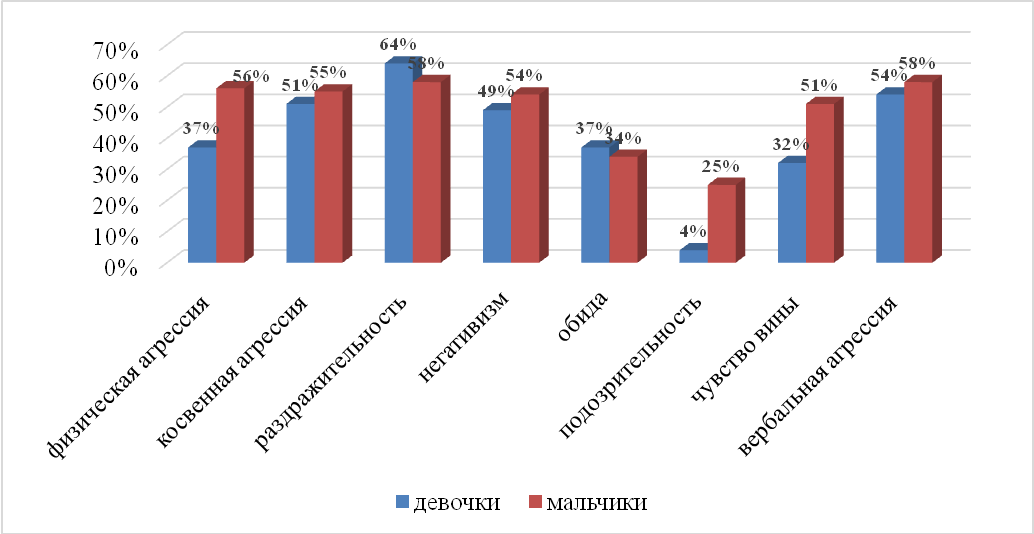 70%
60%
50%
40%
30%
20%
10%
0%
37%
56%
51%
55%
64%
58%
49%
54%
37%
34%
4%
25%
32%
51%
54%
58%
физическая агрессия
косвенная агрессия
раздражительность
негативизм
обида
подозрительность
чувство вины
вербальная агрессия
девочки
мальчики